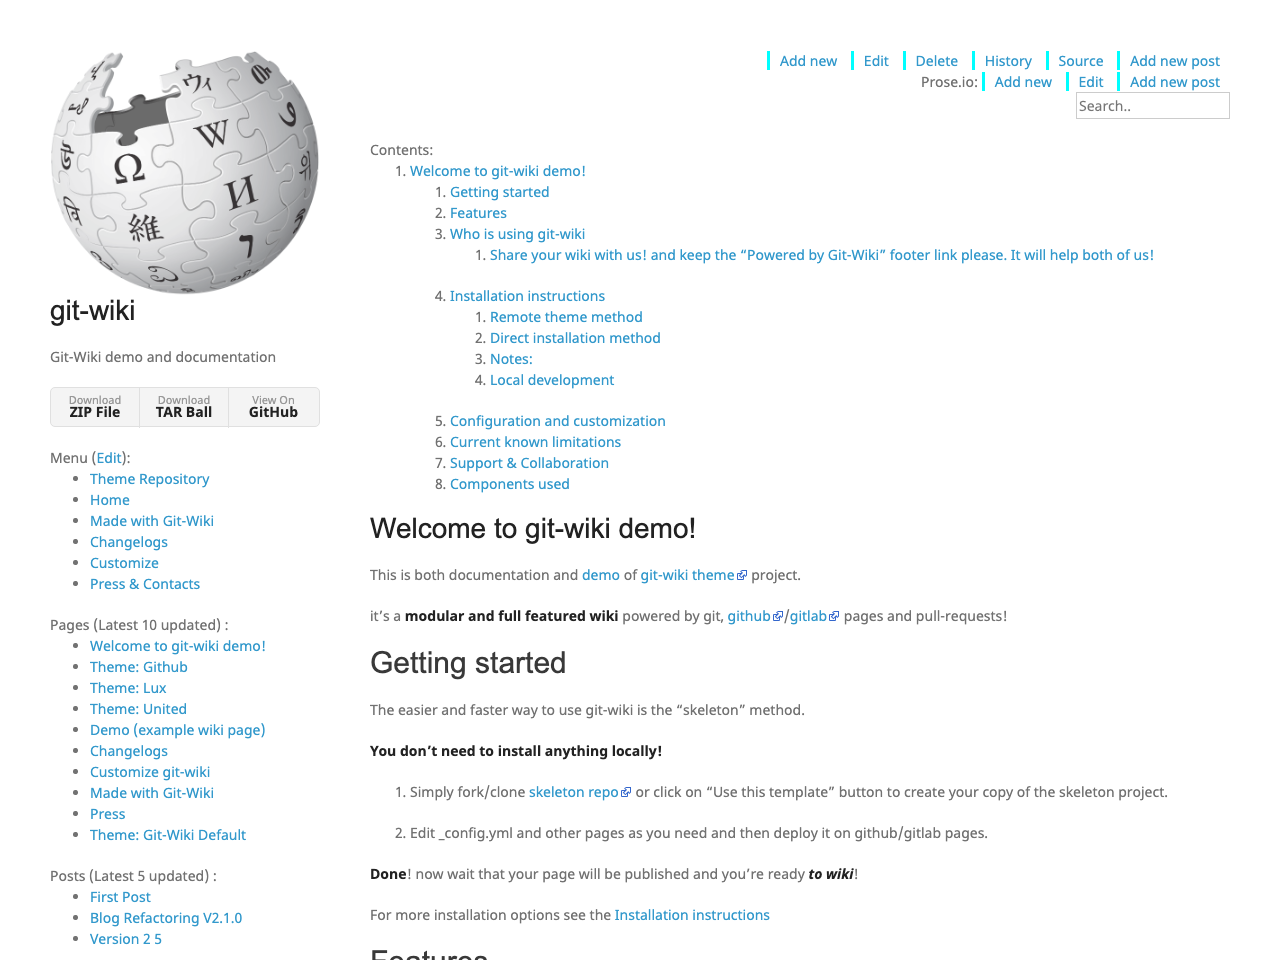 Add new
Edit
Delete
History
Source
Add new post
Prose.io:
Add new
Edit
Add new post
Search..
Ω
W
И
維
ウィ
7
git-wiki
Git-Wiki demo and documentation
Download
ZIP File
Download
TAR Ball
View On
GitHub
Menu (Edit):
Theme Repository
Home
Made with Git-Wiki
Changelogs
Customize
Press & Contacts
Pages (Latest 10 updated) :
Welcome to git-wiki demo!
Theme: Github
Theme: Lux
Theme: United
Demo (example wiki page)
Changelogs
Customize git-wiki
Made with Git-Wiki
Press
Theme: Git-Wiki Default
Posts (Latest 5 updated) :
First Post
Blog Refactoring V2.1.0
Version 2 5
Contents:
1. Welcome to git-wiki demo!
1. Getting started
2. Features
3. Who is using git-wiki
1. Share your wiki with us! and keep the “Powered by Git-Wiki” footer link please. It will help both of us!
4. Installation instructions
1. Remote theme method
2. Direct installation method
3. Notes:
4. Local development
5. Configuration and customization
6. Current known limitations
7. Support & Collaboration
8. Components used
Welcome to git-wiki demo!
This is both documentation and demo of git-wiki theme project.
it’s a modular and full featured wiki powered by git, github/gitlab pages and pull-requests!
Getting started
The easier and faster way to use git-wiki is the “skeleton” method.
You don’t need to install anything locally!
1. Simply fork/clone skeleton repo or click on “Use this template” button to create your copy of the skeleton project.
2. Edit _config.yml and other pages as you need and then deploy it on github/gitlab pages.
Done! now wait that your page will be published and you’re ready to wiki!
For more installation options see the Installation instructions
Features